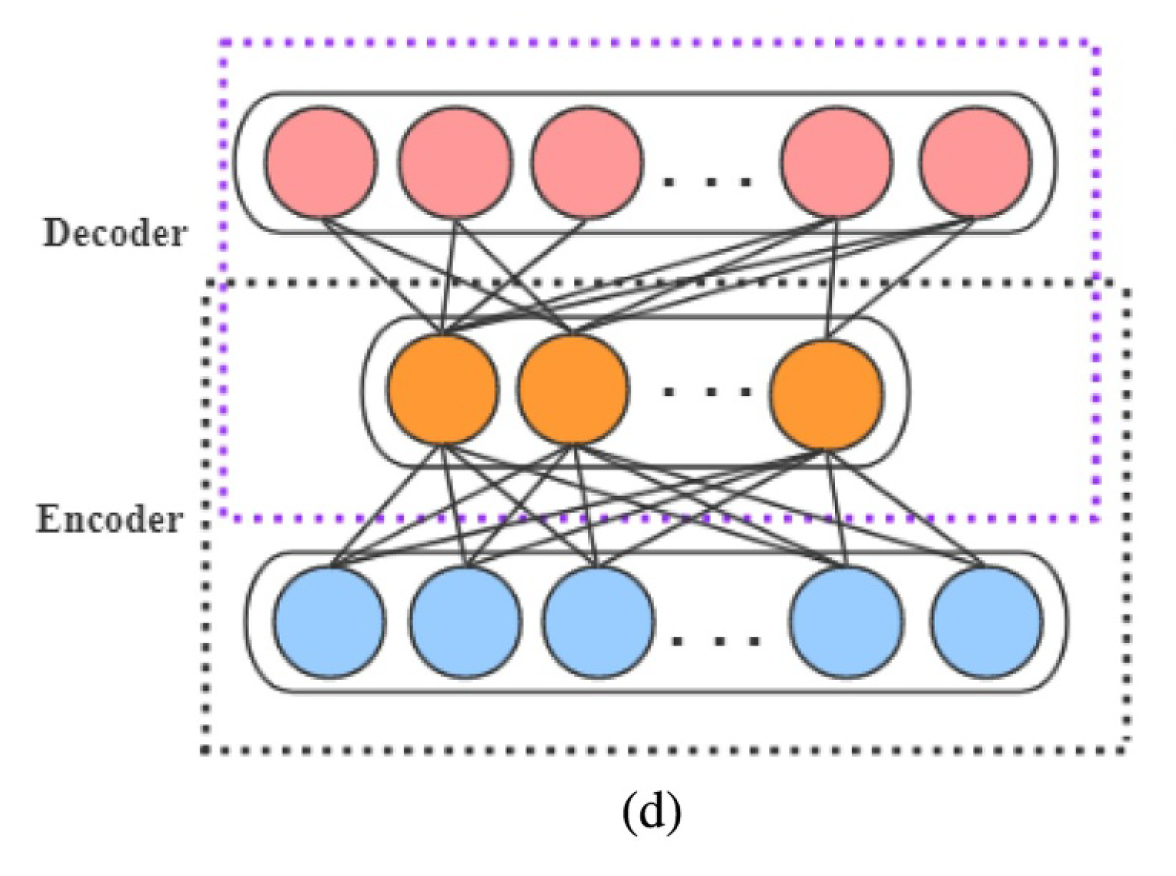 Decoder
. . .
. . .
Encoder
. . .
(d)